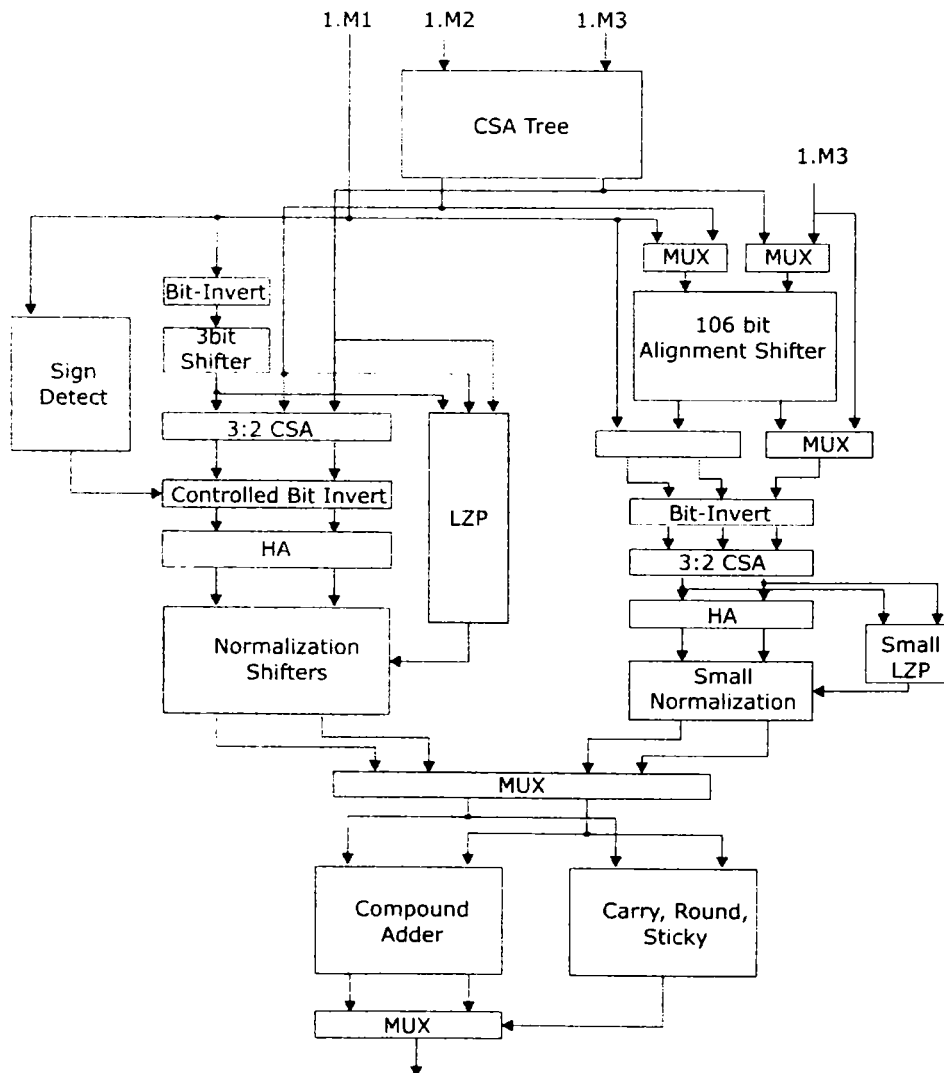 1.M1
1.M2
1.M3
CSA Tree
1.M3
MUX
MUX
Bit-Invert
106 bit
Alignment Shifter
3bit
Shifter
Sign
Detect
3:2 CSA
MUX
Controlled Bit Invert
LZP
Bit-Invert
HA
3:2 CSA
HA
Normalization
Shifters
Small
LZP
Small
Normalization
MUX
Compound
Adder
Carry, Round,
Sticky
MUX